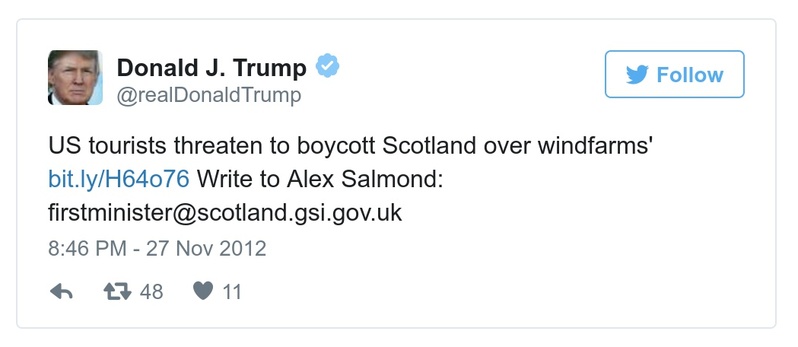 Donald J. Trump
@realDonaldTrump
Follow
US tourists threaten to boycott Scotland over windfarms'
bit.ly/H64o76 Write to Alex Salmond:
firstminister@scotland.gsi.gov.uk
8:46 PM - 27 Nov 2012
48 11